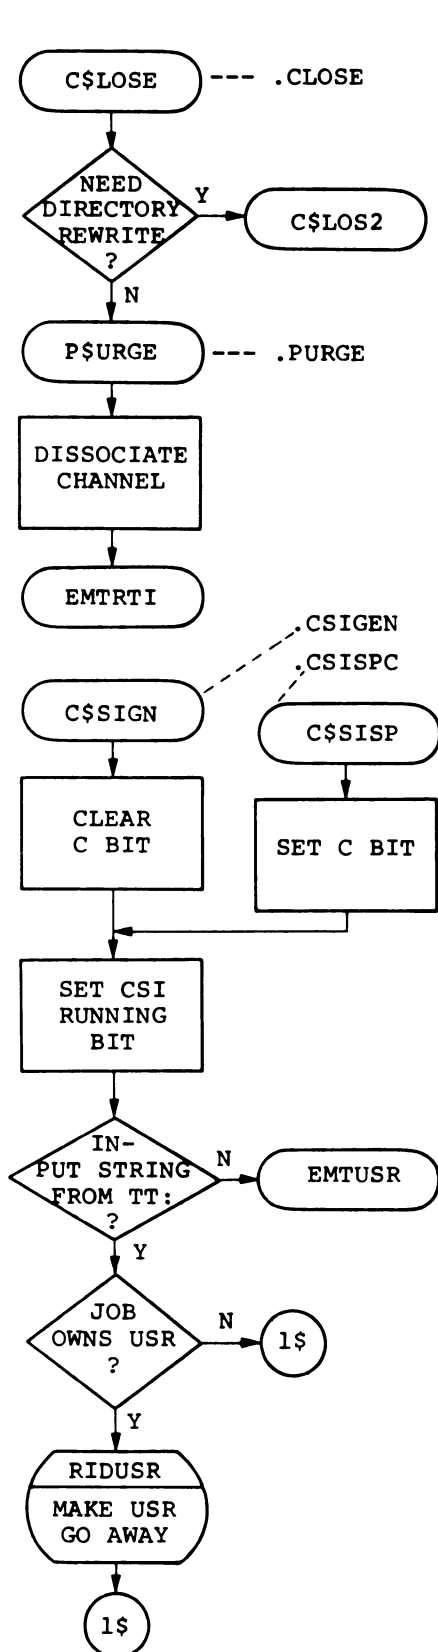 C$LOSE --- .CLOSE
NEED
DIRECTORY
REWRITE
?
Y
C$LOS2
N
P$URGE --- .PURGE
DISSOCIATE
CHANNEL
EMTRTI
.CSIGEN
.CSISPC
C$SIGN
C$SISP
CLEAR
C BIT
SET C BIT
SET CSI
RUNNING
BIT
IN-
PUT STRING
FROM TT:
?
N
EMTUSR
Y
JOB
OWNS USR
?
N
1$
Y
RIDUSR
MAKE USR
GO AWAY
1$